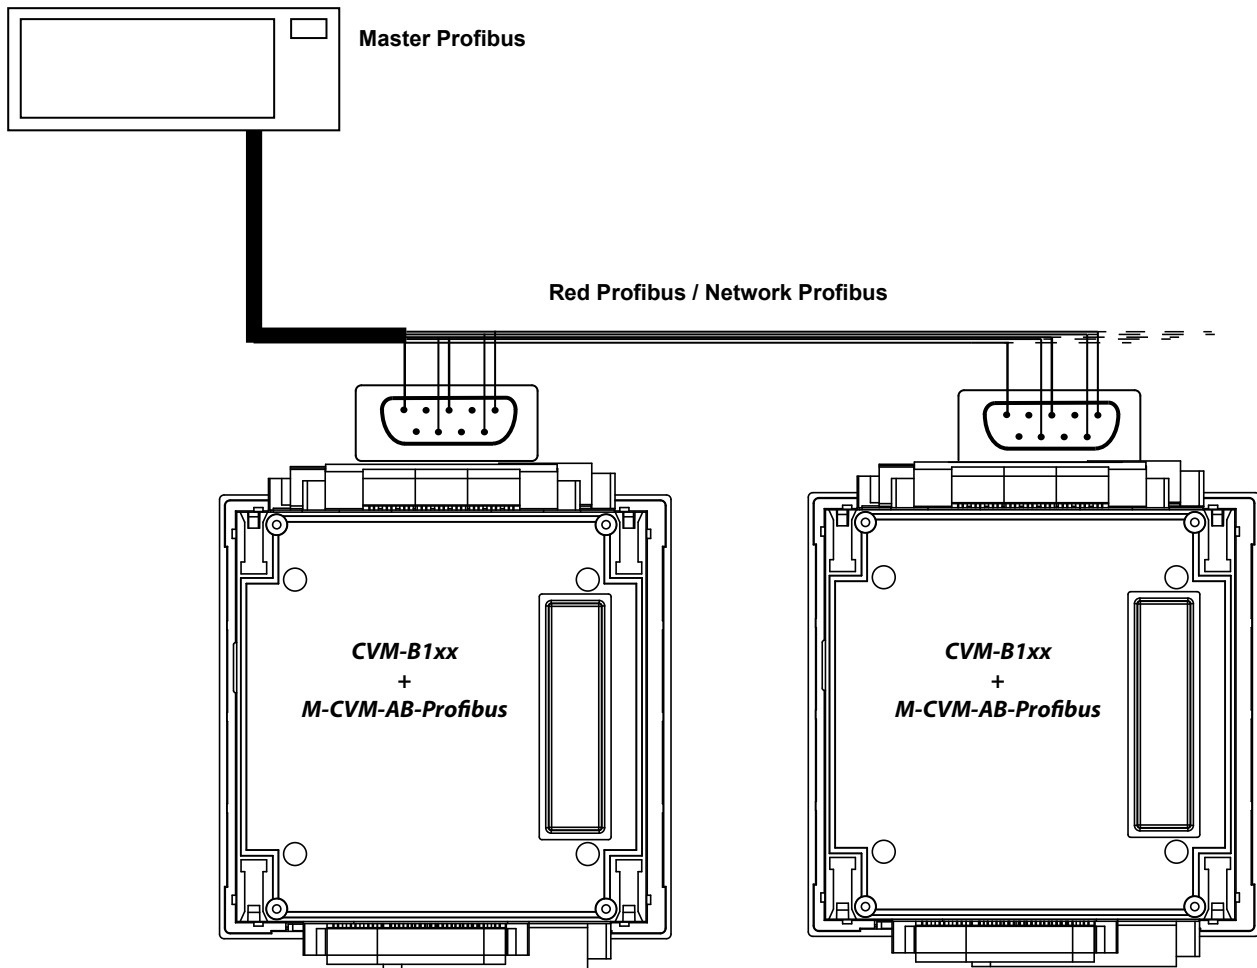 Master Profibus
Red Profibus / Network Profibus
CVM-B1xx
+
M-CVM-AB-Profibus
CVM-B1xx
+
M-CVM-AB-Profibus